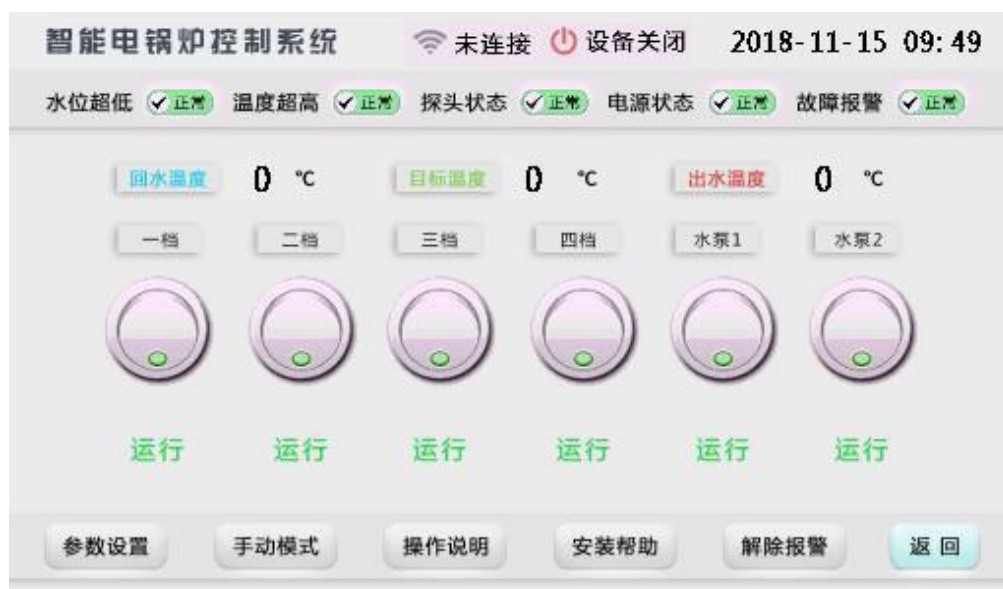 智能电锅炉控制系统 未连接 设备关闭 2018-11-15 09:49
水位超低 正常 温度超高 正常 探头状态 正常 电源状态 正常 故障报警 正常
回水温度 0 ℃ 目标温度 0 ℃ 出水温度 0 ℃
一档 二档 三档 四档 水泵1 水泵2
运行 运行 运行 运行 运行 运行
参数设置 手动模式 操作说明 安装帮助 解除报警 返回